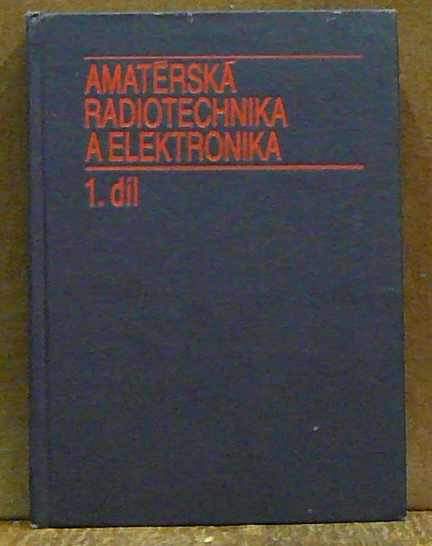 AMATÉRSKÁ
RADIOTECHNIKA
A ELEKTRONIKA
1. díl